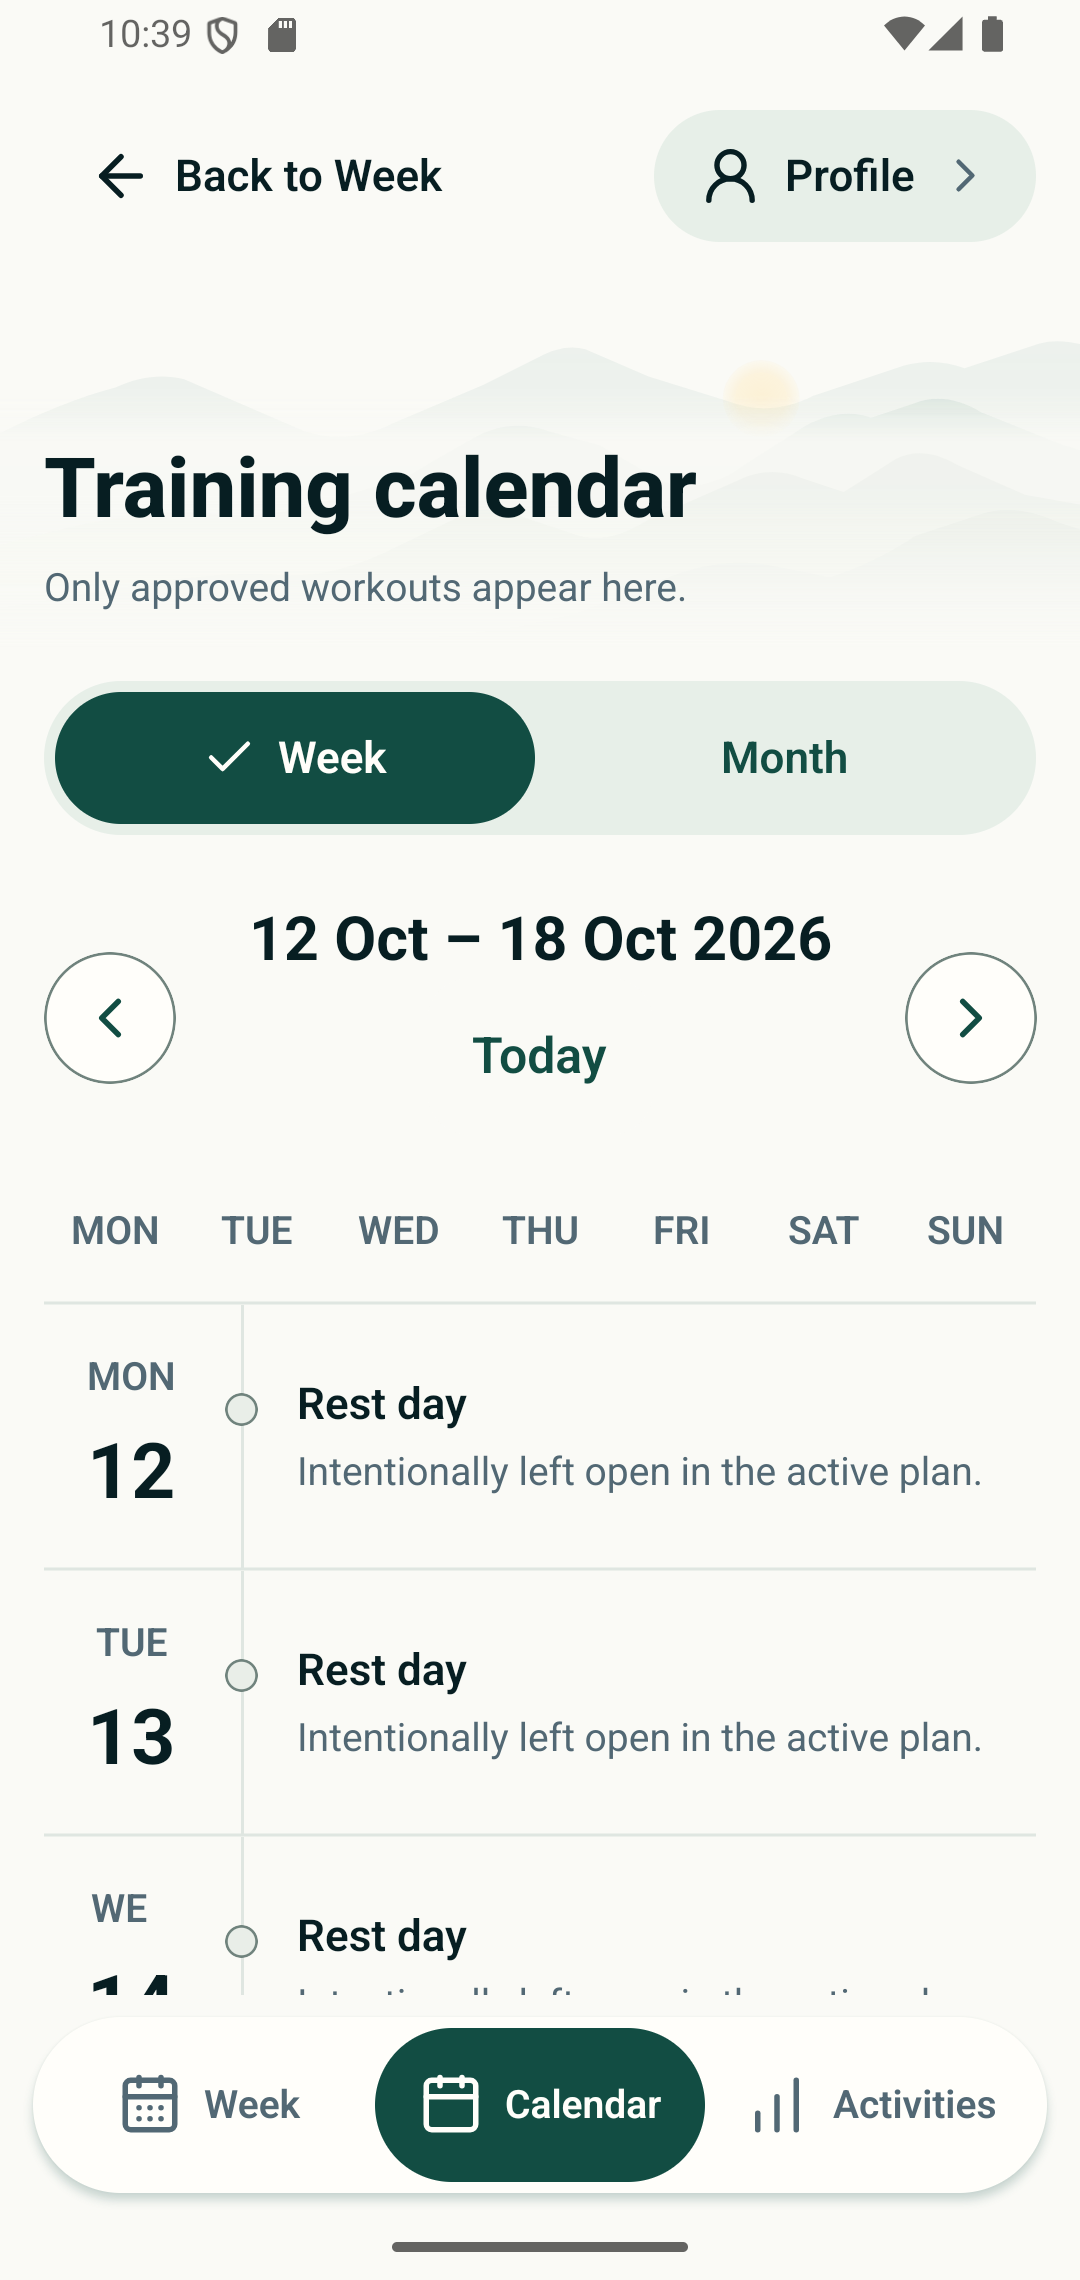 10:39
Back to Week
Profile
Training calendar
Only approved workouts appear here.
Week
Month
12 Oct – 18 Oct 2026
Today
MON TUE WED THU FRI SAT SUN
MON
12
Rest day
Intentionally left open in the active plan.
TUE
13
Rest day
Intentionally left open in the active plan.
WE
14
Rest day
Week
Calendar
Activities